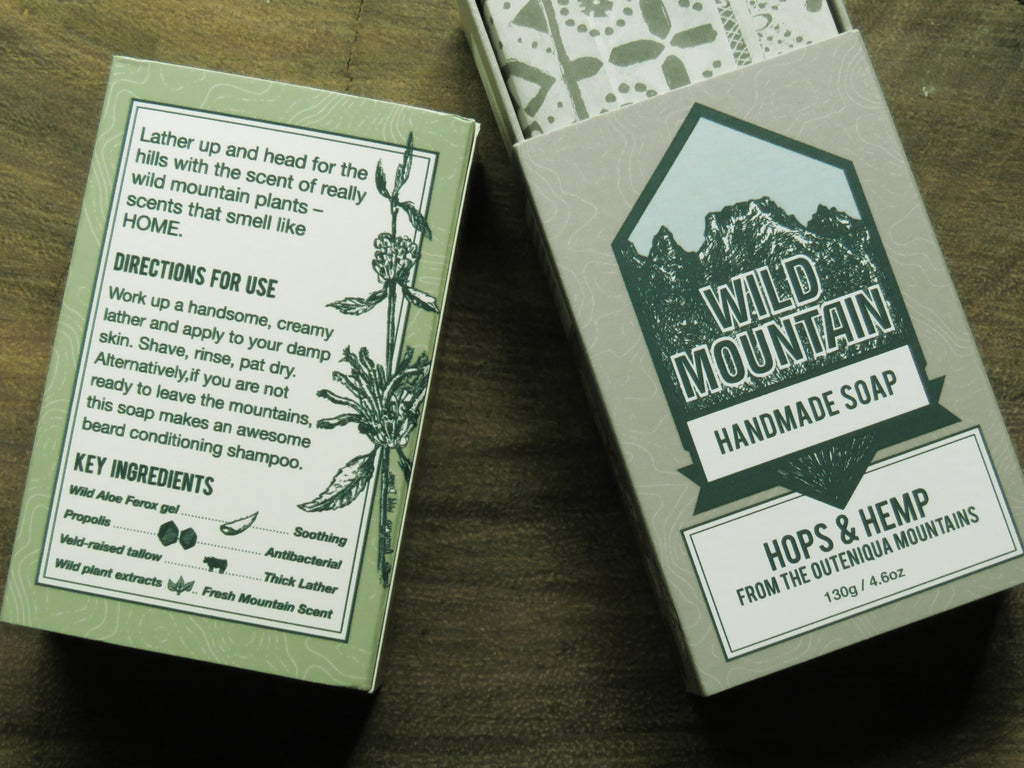 Lather up and head for the
hills with the scent of really
wild mountain plants –
scents that smell like
HOME.
DIRECTIONS FOR USE
Work up a handsome, creamy
lather and apply to your damp
skin. Shave, rinse, pat dry.
Alternatively,if you are not
ready to leave the mountains,
this soap makes an awesome
beard conditioning shampoo.
KEY INGREDIENTS
Wild Aloe Ferox gel Soothing
Propolis Antibacterial
Veld-raised tallow Thick Lather
Wild plant extracts Fresh Mountain Scent
WILD
MOUNTAIN
HANDMADE SOAP
HOPS & HEMP
FROM THE OUTENIQUA MOUNTAINS
130g / 4.6oz